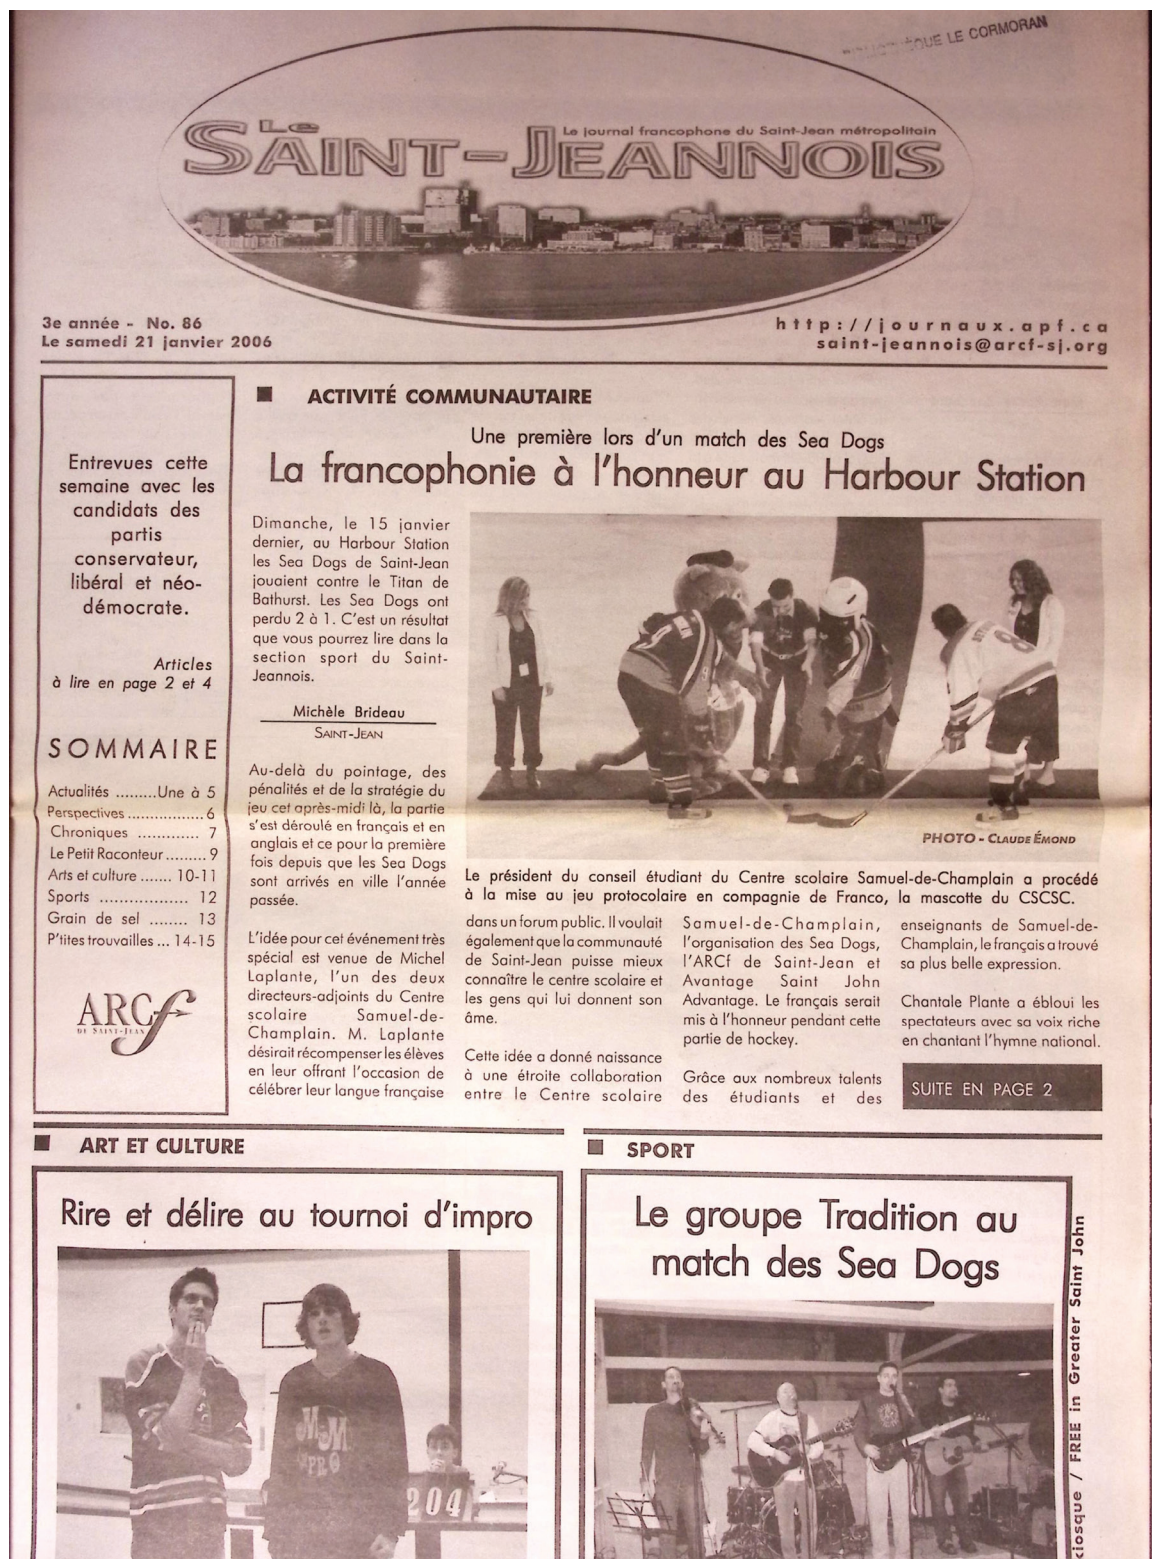 LE CORMORAN
Le
SAINT-JEANNOIS
Le journal francophone du Saint-Jean métropolitain
3e année - No. 86
Le samedi 21 janvier 2006
http://journaux.apf.ca
saint-jeannois@arcf-sj.org
Entrevues cette
semaine avec les
candidats des
partis
conservateur,
libéral et néo-
démocrate.
Articles
à lire en page 2 et 4
SOMMAIRE
Actualités .........Une à 5
Perspectives ................. 6
Chroniques ............ 7
Le Petit Raconteur......... 9
Arts et culture ....... 10-11
Sports .................. 12
Grain de sel ........ 13
P'tites trouvailles ... 14-15
ARCf
DE SAINT-JEAN
ACTIVITÉ COMMUNAUTAIRE
Une première lors d'un match des Sea Dogs
La francophonie à l'honneur au Harbour Station
Dimanche, le 15 janvier
dernier, au Harbour Station
les Sea Dogs de Saint-Jean
jouaient contre le Titan de
Bathurst. Les Sea Dogs ont
perdu 2 à 1. C'est un résultat
que vous pourrez lire dans la
section sport du Saint-
Jeannois.
Michèle Brideau
SAINT-JEAN
Au-delà du pointage, des
pénalités et de la stratégie du
jeu cet après-midi là, la partie
s'est déroulé en français et en
anglais et ce pour la première
fois depuis que les Sea Dogs
sont arrivés en ville l'année
passée.
L'idée pour cet événement très
spécial est venue de Michel
Laplante, l'un des deux
directeurs-adjoints du Centre
scolaire Samuel-de-
Champlain. M. Laplante
désirait récompenser les élèves
en leur offrant l'occasion de
célébrer leur langue française
PHOTO - CLAUDE ÉMOND
Le président du conseil étudiant du Centre scolaire Samuel-de-Champlain a procédé
à la mise au jeu protocolaire en compagnie de Franco, la mascotte du CSCSC.
dans un forum public. Il voulait
également que la communauté
de Saint-Jean puisse mieux
connaître le centre scolaire et
les gens qui lui donnent son
âme.
Cette idée a donné naissance
à une étroite collaboration
entre le Centre scolaire
Samuel-de-Champlain,
l'organisation des Sea Dogs,
l'ARCf de Saint-Jean et
Avantage Saint John
Advantage. Le français serait
mis à l'honneur pendant cette
partie de hockey.
Grâce aux nombreux talents
des étudiants et des
enseignants de Samuel-de-
Champlain, le français a trouvé
sa plus belle expression.
Chantale Plante a ébloui les
spectateurs avec sa voix riche
en chantant l'hymne national.
SUITE EN PAGE 2
ART ET CULTURE
Rire et délire au tournoi d'impro
204
SPORT
Le groupe Tradition au
match des Sea Dogs
kiosque / FREE in Greater Saint John